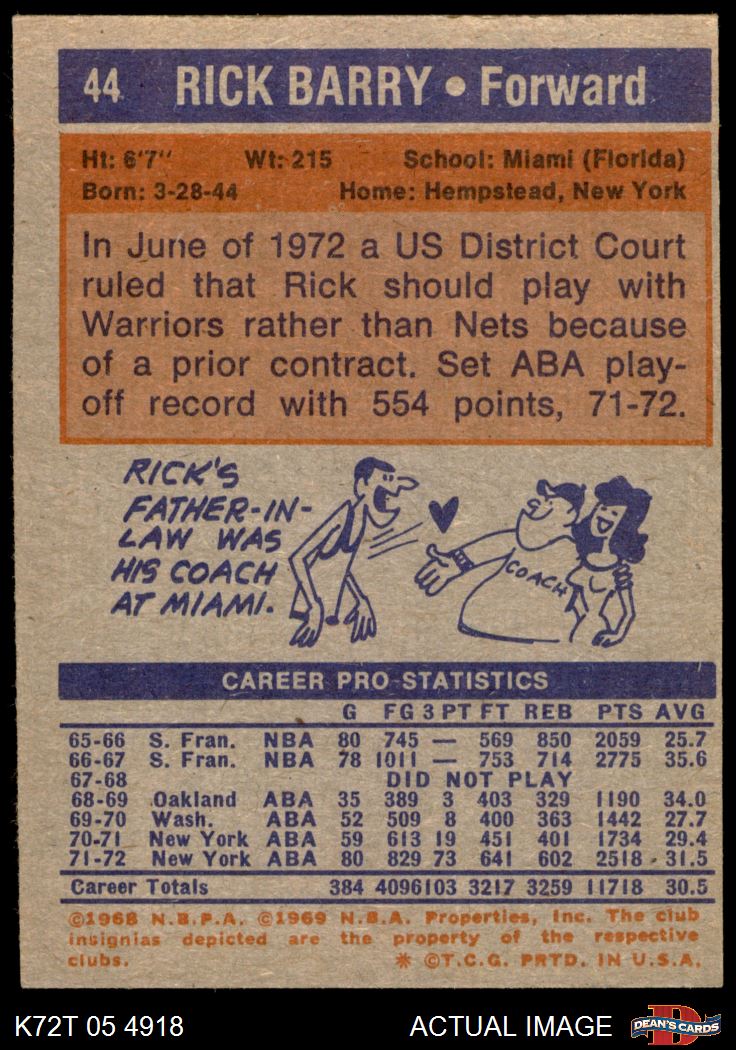 44 RICK BARRY • Forward
Ht: 6'7" Wt: 215 School: Miami (Florida)
Born: 3-28-44 Home: Hempstead, New York
In June of 1972 a US District Court
ruled that Rick should play with
Warriors rather than Nets because
of a prior contract. Set ABA play-
off record with 554 points, 71-72.
RICK'S
FATHER-IN-
LAW WAS
HIS COACH
AT MIAMI.
COACH
CAREER PRO STATISTICS
G FG 3 PT FT REB PTS AVG
65-66 S. Fran. NBA 80 745 — 569 850 2059 25.7
66-67 S. Fran. NBA 78 1011 — 753 714 2775 35.6
67-68 DID NOT PLAY
68-69 Oakland ABA 35 389 3 403 329 1190 34.0
69-70 Wash. ABA 52 509 8 400 363 1442 27.7
70-71 New York ABA 59 613 19 451 401 1734 29.4
71-72 New York ABA 80 829 73 641 602 2518 31.5
Career Totals 384 4096 103 3217 3259 11718 30.5
©1968 N.B.P.A. ©1969 N.B.A. Properties, Inc. The club
insignias depicted are the property of the respective
clubs. * ©T.C.G. PRTD. IN U.S.A.
K72T 05 4918 ACTUAL IMAGE DEAN'S CARDS